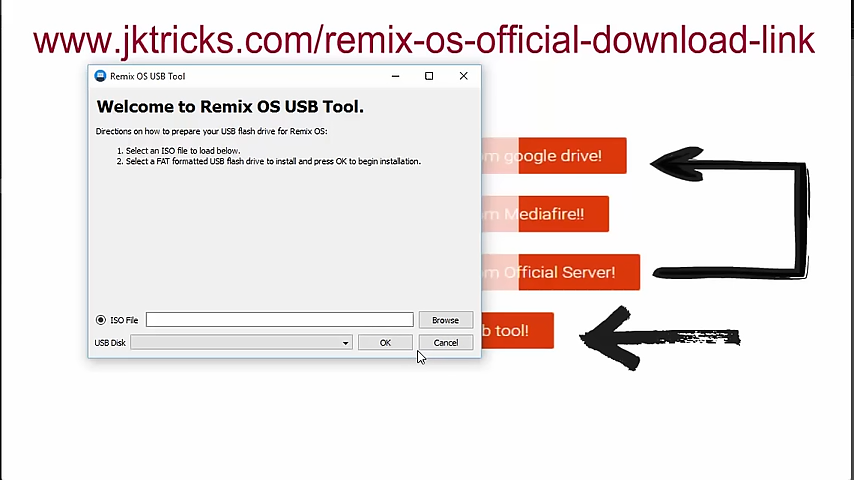 www.jktricks.com/remix-os-official-download-link
Remix OS USB Tool
Welcome to Remix OS USB Tool.
Directions on how to prepare your USB flash drive for Remix OS:
1. Select an ISO file to load below.
2. Select a FAT formatted USB flash drive to install and press OK to begin installation.
google drive!
Mediafire!!
Official Server!
tool!
ISO File
Browse
USB Disk
OK
Cancel